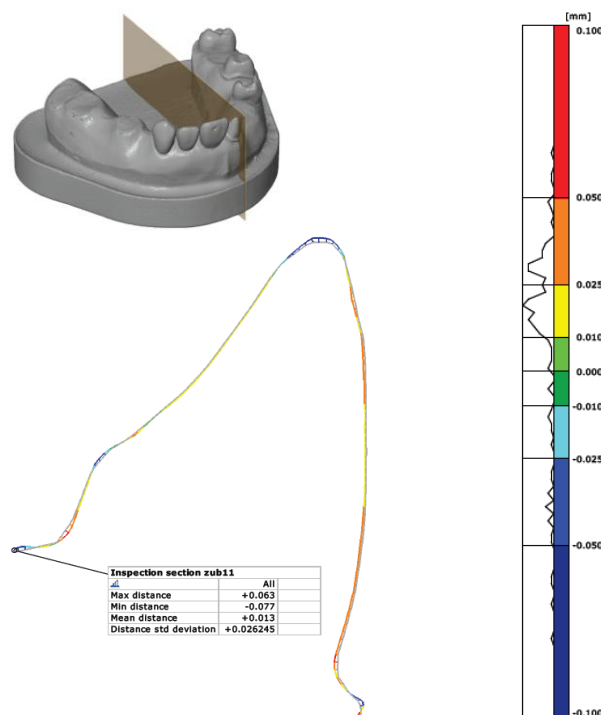 [mm]
0.100
0.050
0.025
0.010
0.000
-0.010
-0.025
-0.050
-0.100
Inspection section zub11
All
Max distance +0.063
Min distance -0.077
Mean distance +0.013
Distance std deviation +0.026245